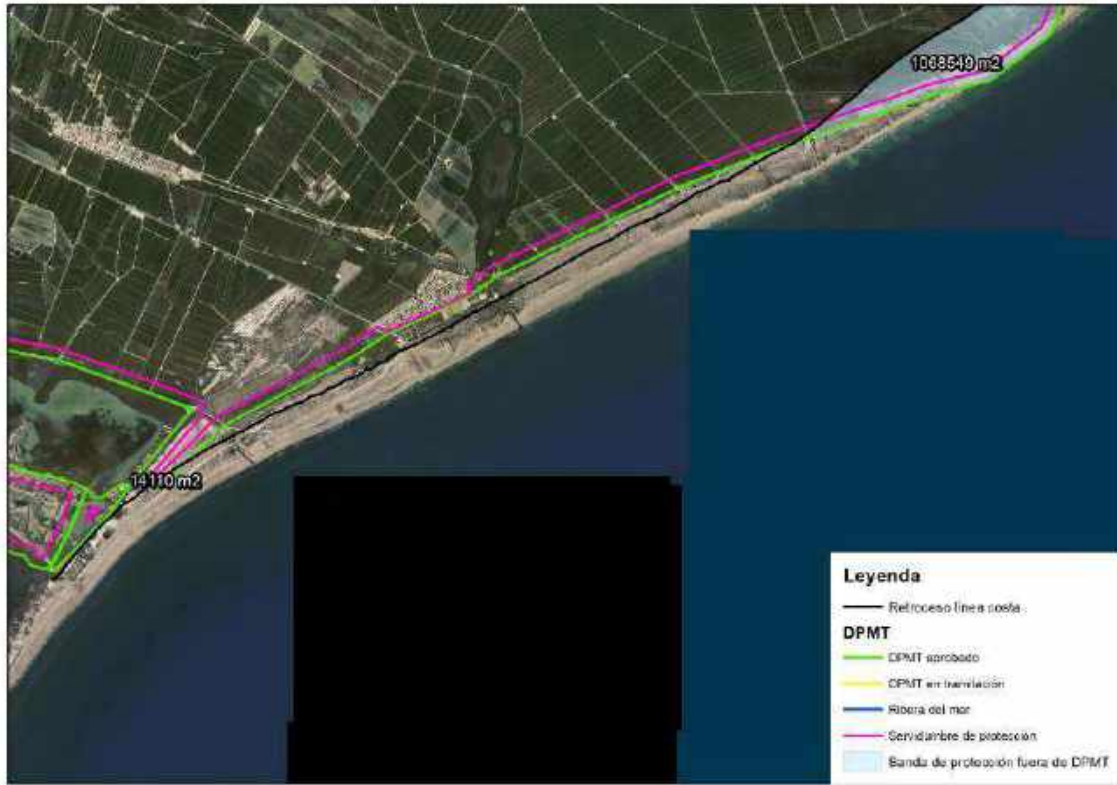 1068549 m2
14110 m2
Leyenda
Retroceso línea costa
DPMT
DPMT aprobado
DPMT en tramitación
Ribera del mar
Servidumbre de protección
Banda de protección fuera de DPMT